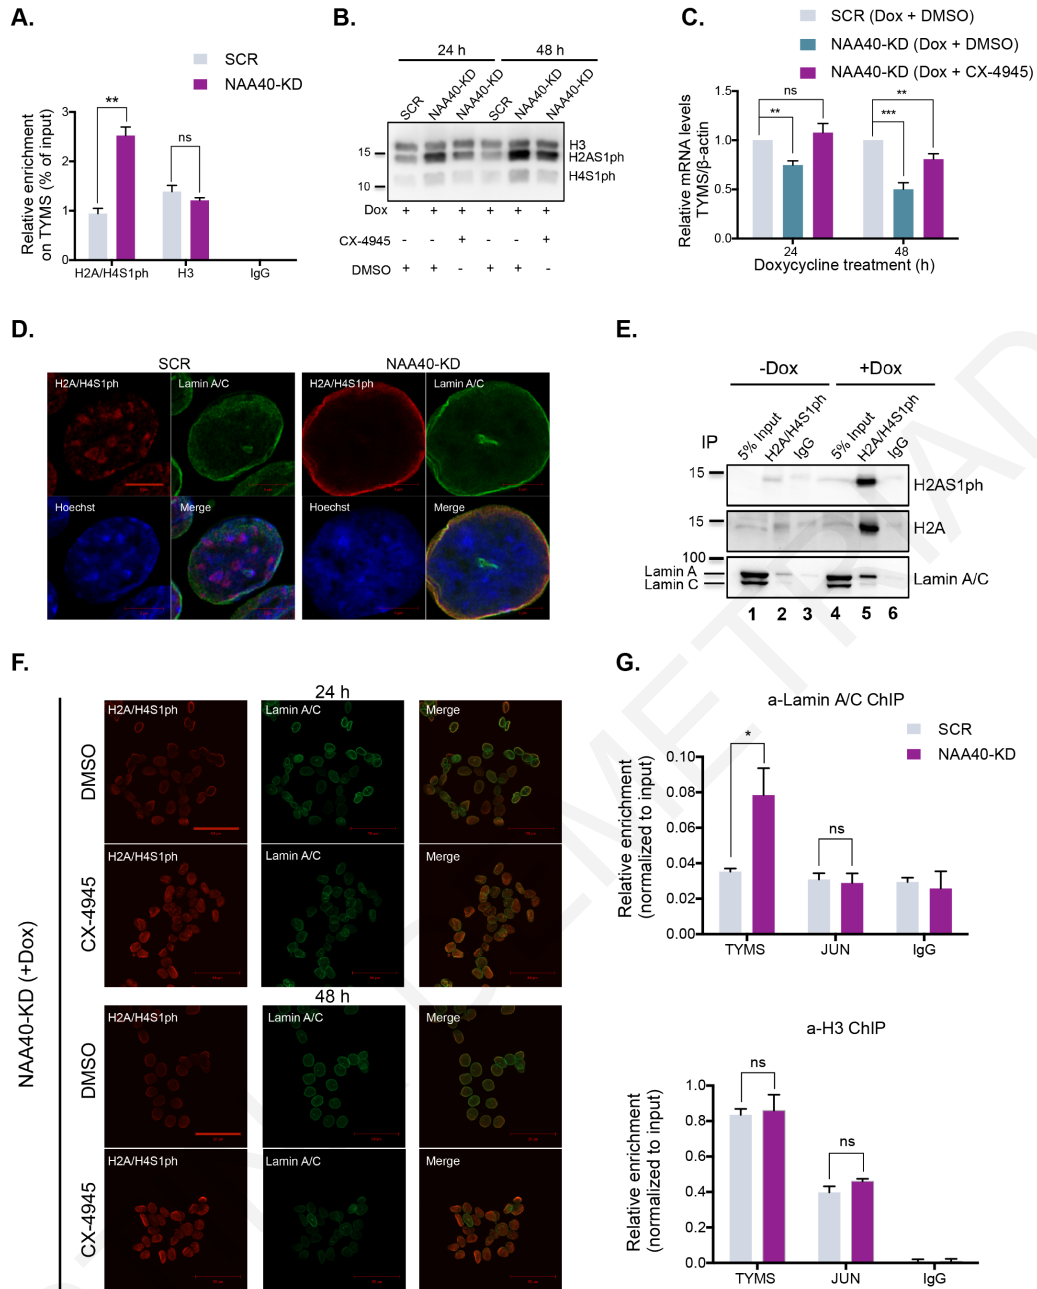 A.
SCR
NAA40-KD
Relative enrichment
on TYMS (% of input)
3
2
1
0
**
ns
H2A/H4S1ph
H3
IgG
B.
24 h
48 h
SCR
NAA40-KD
NAA40-KD
SCR
NAA40-KD
NAA40-KD
15
10
H3
H2AS1ph
H4S1ph
Dox + + + + + +
CX-4945 - - + - - +
DMSO + + - + + -
C.
SCR (Dox + DMSO)
NAA40-KD (Dox + DMSO)
NAA40-KD (Dox + CX-4945)
Relative mRNA levels
TYMS/β-actin
1.5
1.0
0.5
0.0
ns
**
**
***
24
48
Doxycycline treatment (h)
D.
SCR
NAA40-KD
H2A/H4S1ph
Lamin A/C
H2A/H4S1ph
Lamin A/C
Hoechst
Merge
Hoechst
Merge
E.
-Dox
+Dox
IP
5% Input
H2A/H4S1ph
IgG
5% Input
H2A/H4S1ph
IgG
15
H2AS1ph
15
H2A
100
Lamin A
Lamin C
Lamin A/C
1 2 3 4 5 6
F.
NAA40-KD (+Dox)
24 h
DMSO
H2A/H4S1ph
Lamin A/C
Merge
CX-4945
H2A/H4S1ph
Lamin A/C
Merge
48 h
DMSO
H2A/H4S1ph
Lamin A/C
Merge
CX-4945
H2A/H4S1ph
Lamin A/C
Merge
G.
a-Lamin A/C ChIP
SCR
NAA40-KD
Relative enrichment
(normalized to input)
0.10
0.08
0.06
0.04
0.02
0.00
*
ns
TYMS
JUN
IgG
a-H3 ChIP
Relative enrichment
(normalized to input)
1.0
0.8
0.6
0.4
0.2
0.0
ns
ns
TYMS
JUN
IgG